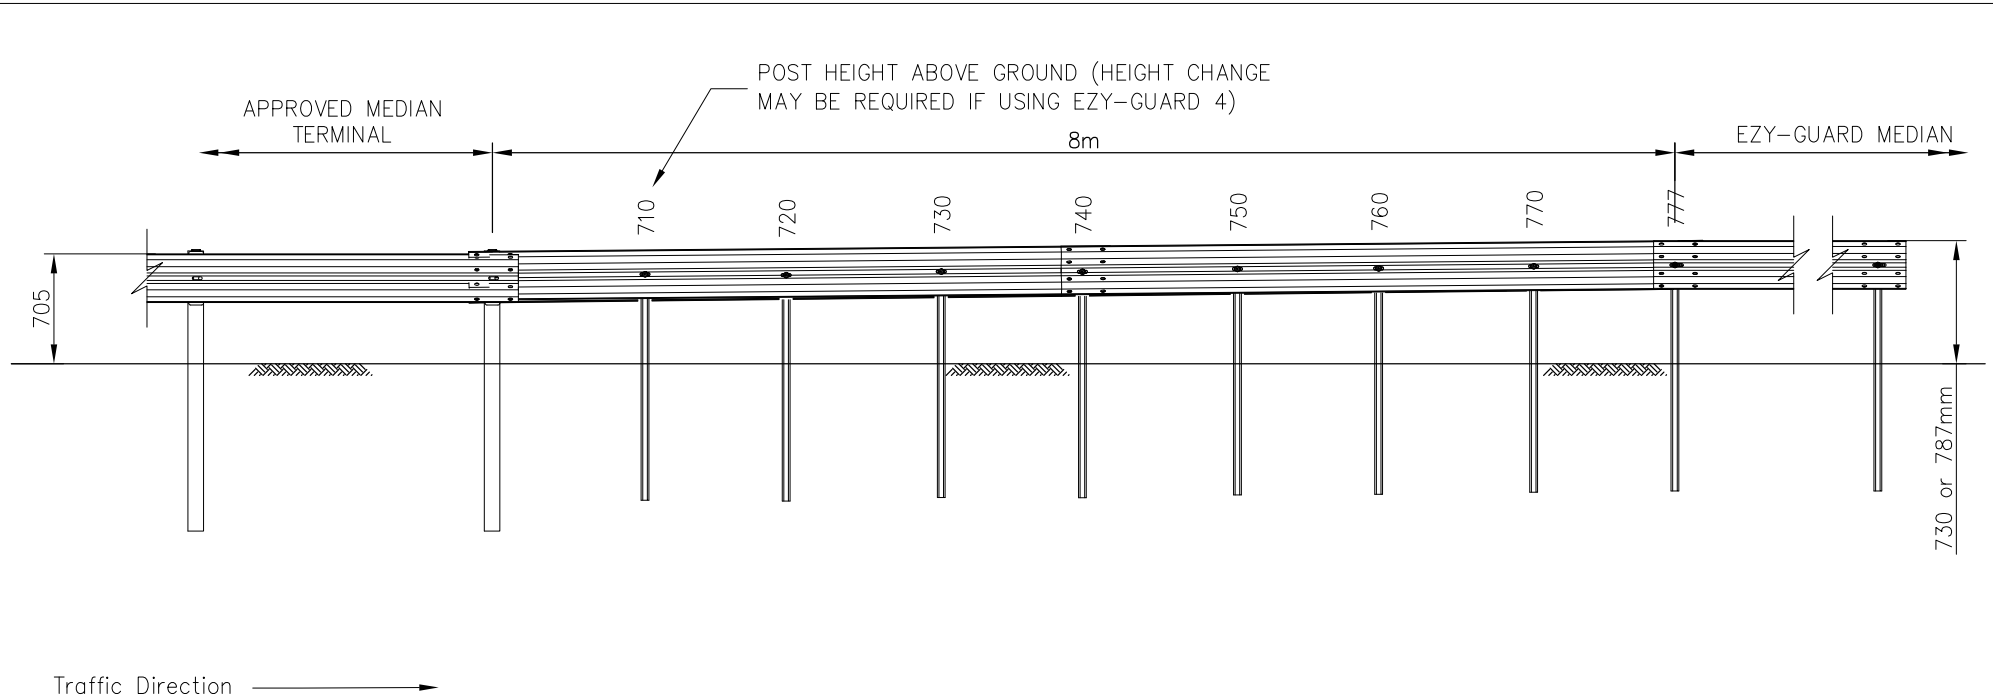 POST HEIGHT ABOVE GROUND (HEIGHT CHANGE
MAY BE REQUIRED IF USING EZY-GUARD 4)
APPROVED MEDIAN
TERMINAL
8m
EZY-GUARD MEDIAN
710
720
730
740
750
760
770
777
705
730 or 787mm
Traffic Direction